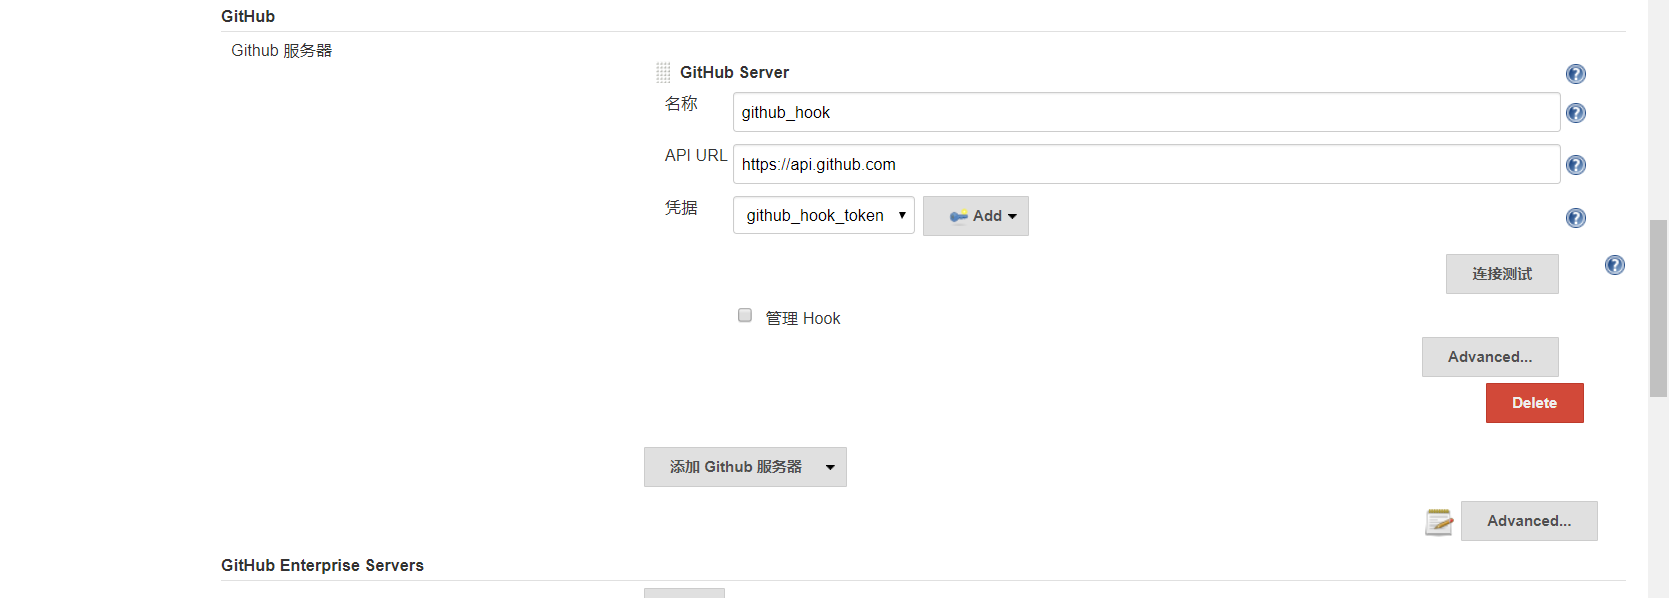 GitHub
Github 服务器
GitHub Server
名称
github_hook
API URL
https://api.github.com
凭据
github_hook_token
Add
连接测试
管理 Hook
Advanced...
Delete
添加 Github 服务器
Advanced...
GitHub Enterprise Servers